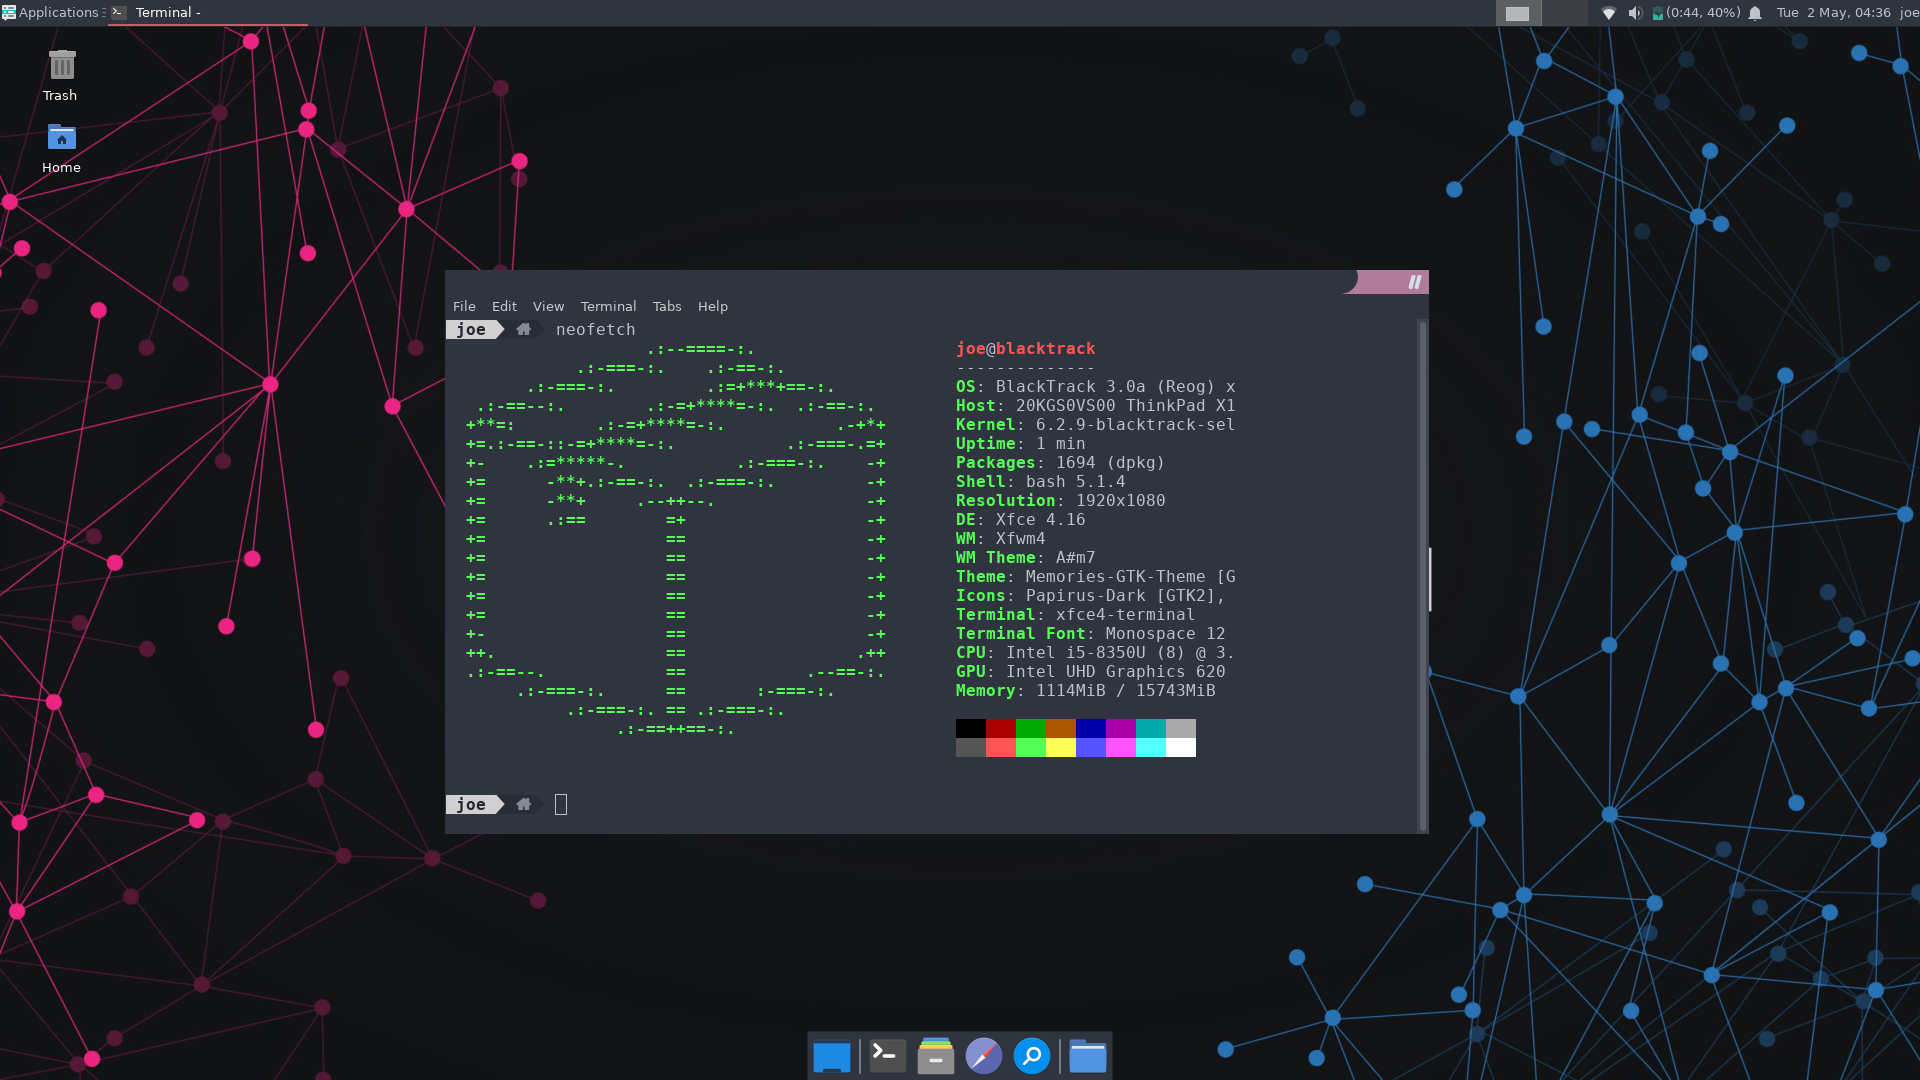 Applications
Terminal -
(0:44, 40%)
Tue 2 May, 04:36 joe
Trash
Home
File Edit View Terminal Tabs Help
joe neofetch
joe@blacktrack
--------------
OS: BlackTrack 3.0a (Reog) x
Host: 20KGS0VS00 ThinkPad X1
Kernel: 6.2.9-blacktrack-sel
Uptime: 1 min
Packages: 1694 (dpkg)
Shell: bash 5.1.4
Resolution: 1920x1080
DE: Xfce 4.16
WM: Xfwm4
WM Theme: A#m7
Theme: Memories-GTK-Theme [G
Icons: Papirus-Dark [GTK2],
Terminal: xfce4-terminal
Terminal Font: Monospace 12
CPU: Intel i5-8350U (8) @ 3.
GPU: Intel UHD Graphics 620
Memory: 1114MiB / 15743MiB
joe